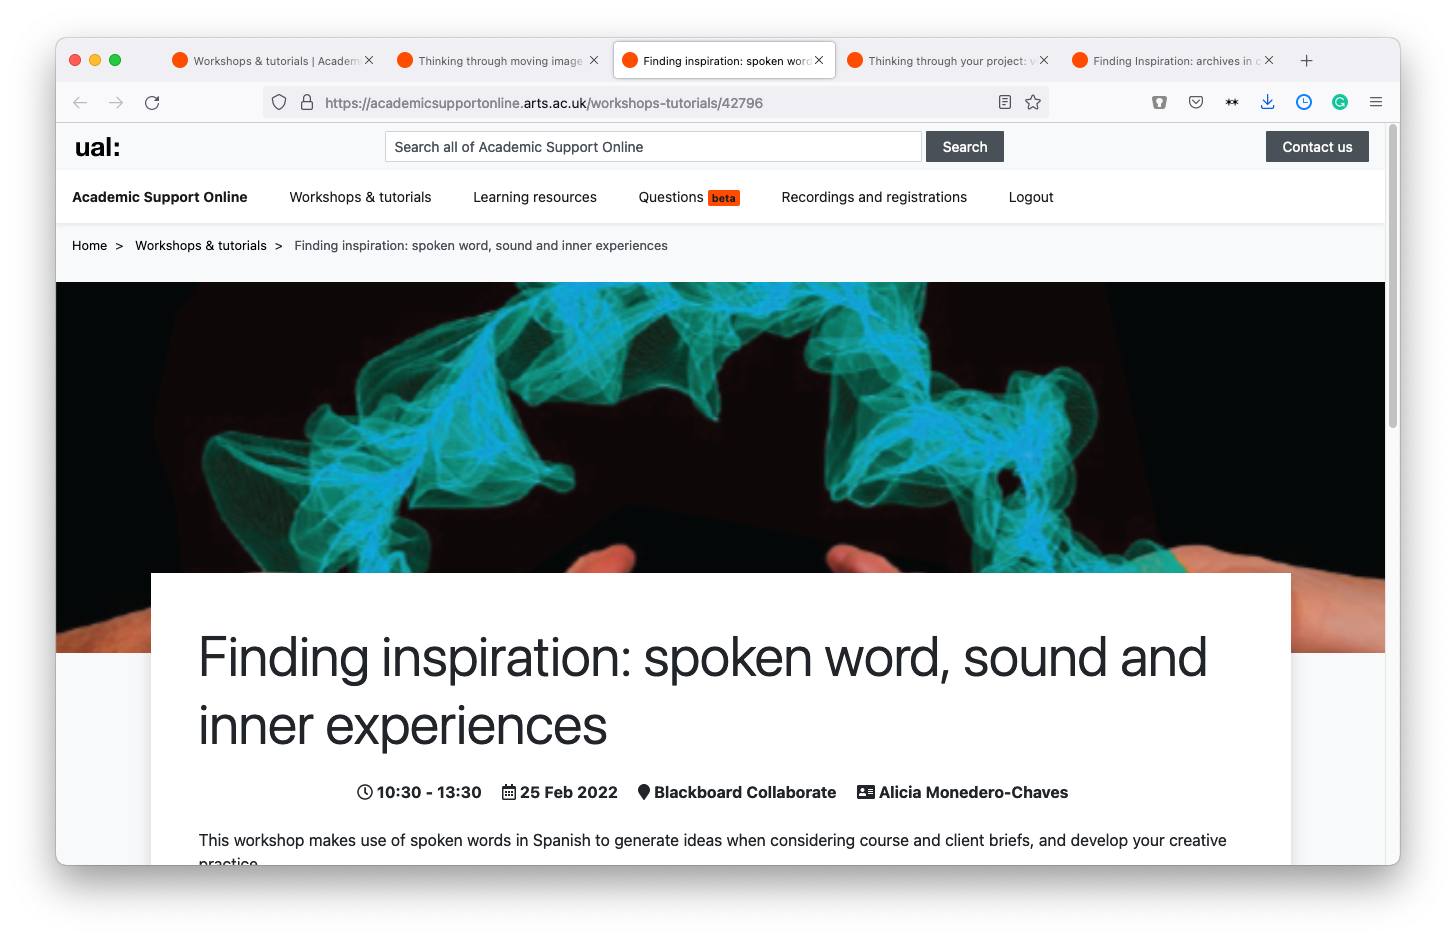 Workshops & tutorials | Academ
Thinking through moving image
Finding inspiration: spoken word
Thinking through your project:
Finding Inspiration: archives in
https://academicsupportonline.arts.ac.uk/workshops-tutorials/42796
ual:
Search all of Academic Support Online
Search
Contact us
Academic Support Online
Workshops & tutorials
Learning resources
Questions beta
Recordings and registrations
Logout
Home > Workshops & tutorials > Finding inspiration: spoken word, sound and inner experiences
Finding inspiration: spoken word, sound and
inner experiences
10:30 - 13:30 25 Feb 2022 Blackboard Collaborate Alicia Monedero-Chaves
This workshop makes use of spoken words in Spanish to generate ideas when considering course and client briefs, and develop your creative
practice.